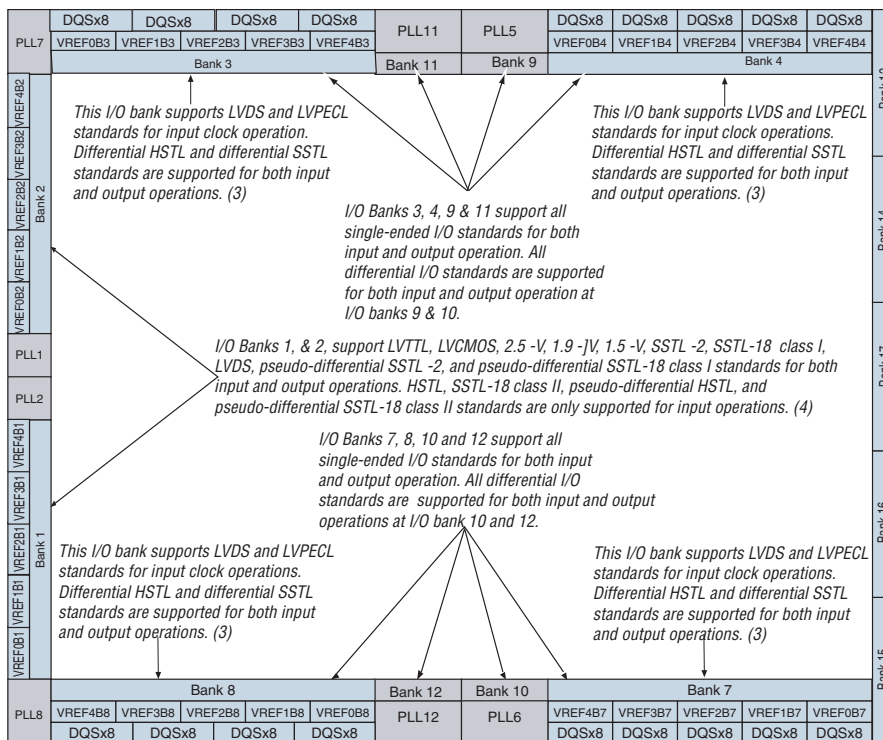 DQSx8 DQSx8 DQSx8 DQSx8 PLL11 PLL5 DQSx8 DQSx8 DQSx8 DQSx8 DQSx8
PLL7 VREF0B3 VREF1B3 VREF2B3 VREF3B3 VREF4B3 VREF0B4 VREF1B4 VREF2B4 VREF3B4 VREF4B4
Bank 3 Bank 11 Bank 9 Bank 4
VREF4B2
VREF3B2
VREF2B2
VREF1B2
VREF0B2
Bank 2
This I/O bank supports LVDS and LVPECL
standards for input clock operation.
Differential HSTL and differential SSTL
standards are supported for both input
and output operations. (3)
This I/O bank supports LVDS and LVPECL
standards for input clock operations.
Differential HSTL and differential SSTL
standards are supported for both input
and output operations. (3)
I/O Banks 3, 4, 9 & 11 support all
single-ended I/O standards for both
input and output operation. All
differential I/O standards are supported
for both input and output operation at
I/O banks 9 & 10.
Bank 14
Bank 17
PLL1
PLL2
I/O Banks 1, & 2, support LVTTL, LVCMOS, 2.5 -V, 1.9 -]V, 1.5 -V, SSTL -2, SSTL-18 class I,
LVDS, pseudo-differential SSTL -2, and pseudo-differential SSTL-18 class I standards for both
input and output operations. HSTL, SSTL-18 class II, pseudo-differential HSTL, and
pseudo-differential SSTL-18 class II standards are only supported for input operations. (4)
VREF4B1
VREF3B1
VREF2B1
VREF1B1
VREF0B1
Bank 1
I/O Banks 7, 8, 10 and 12 support all
single-ended I/O standards for both input
and output operation. All differential I/O
standards are supported for both input and output
operations at I/O bank 10 and 12.
Bank 16
This I/O bank supports LVDS and LVPECL
standards for input clock operations.
Differential HSTL and differential SSTL
standards are supported for both input
and output operations. (3)
This I/O bank supports LVDS and LVPECL
standards for input clock operations.
Differential HSTL and differential SSTL
standards are supported for both input
and output operations. (3)
Bank 15
Bank 8 Bank 12 Bank 10 Bank 7
PLL8 VREF4B8 VREF3B8 VREF2B8 VREF1B8 VREF0B8 PLL12 PLL6 VREF4B7 VREF3B7 VREF2B7 VREF1B7 VREF0B7
DQSx8 DQSx8 DQSx8 DQSx8 DQSx8 DQSx8 DQSx8 DQSx8 DQSx8